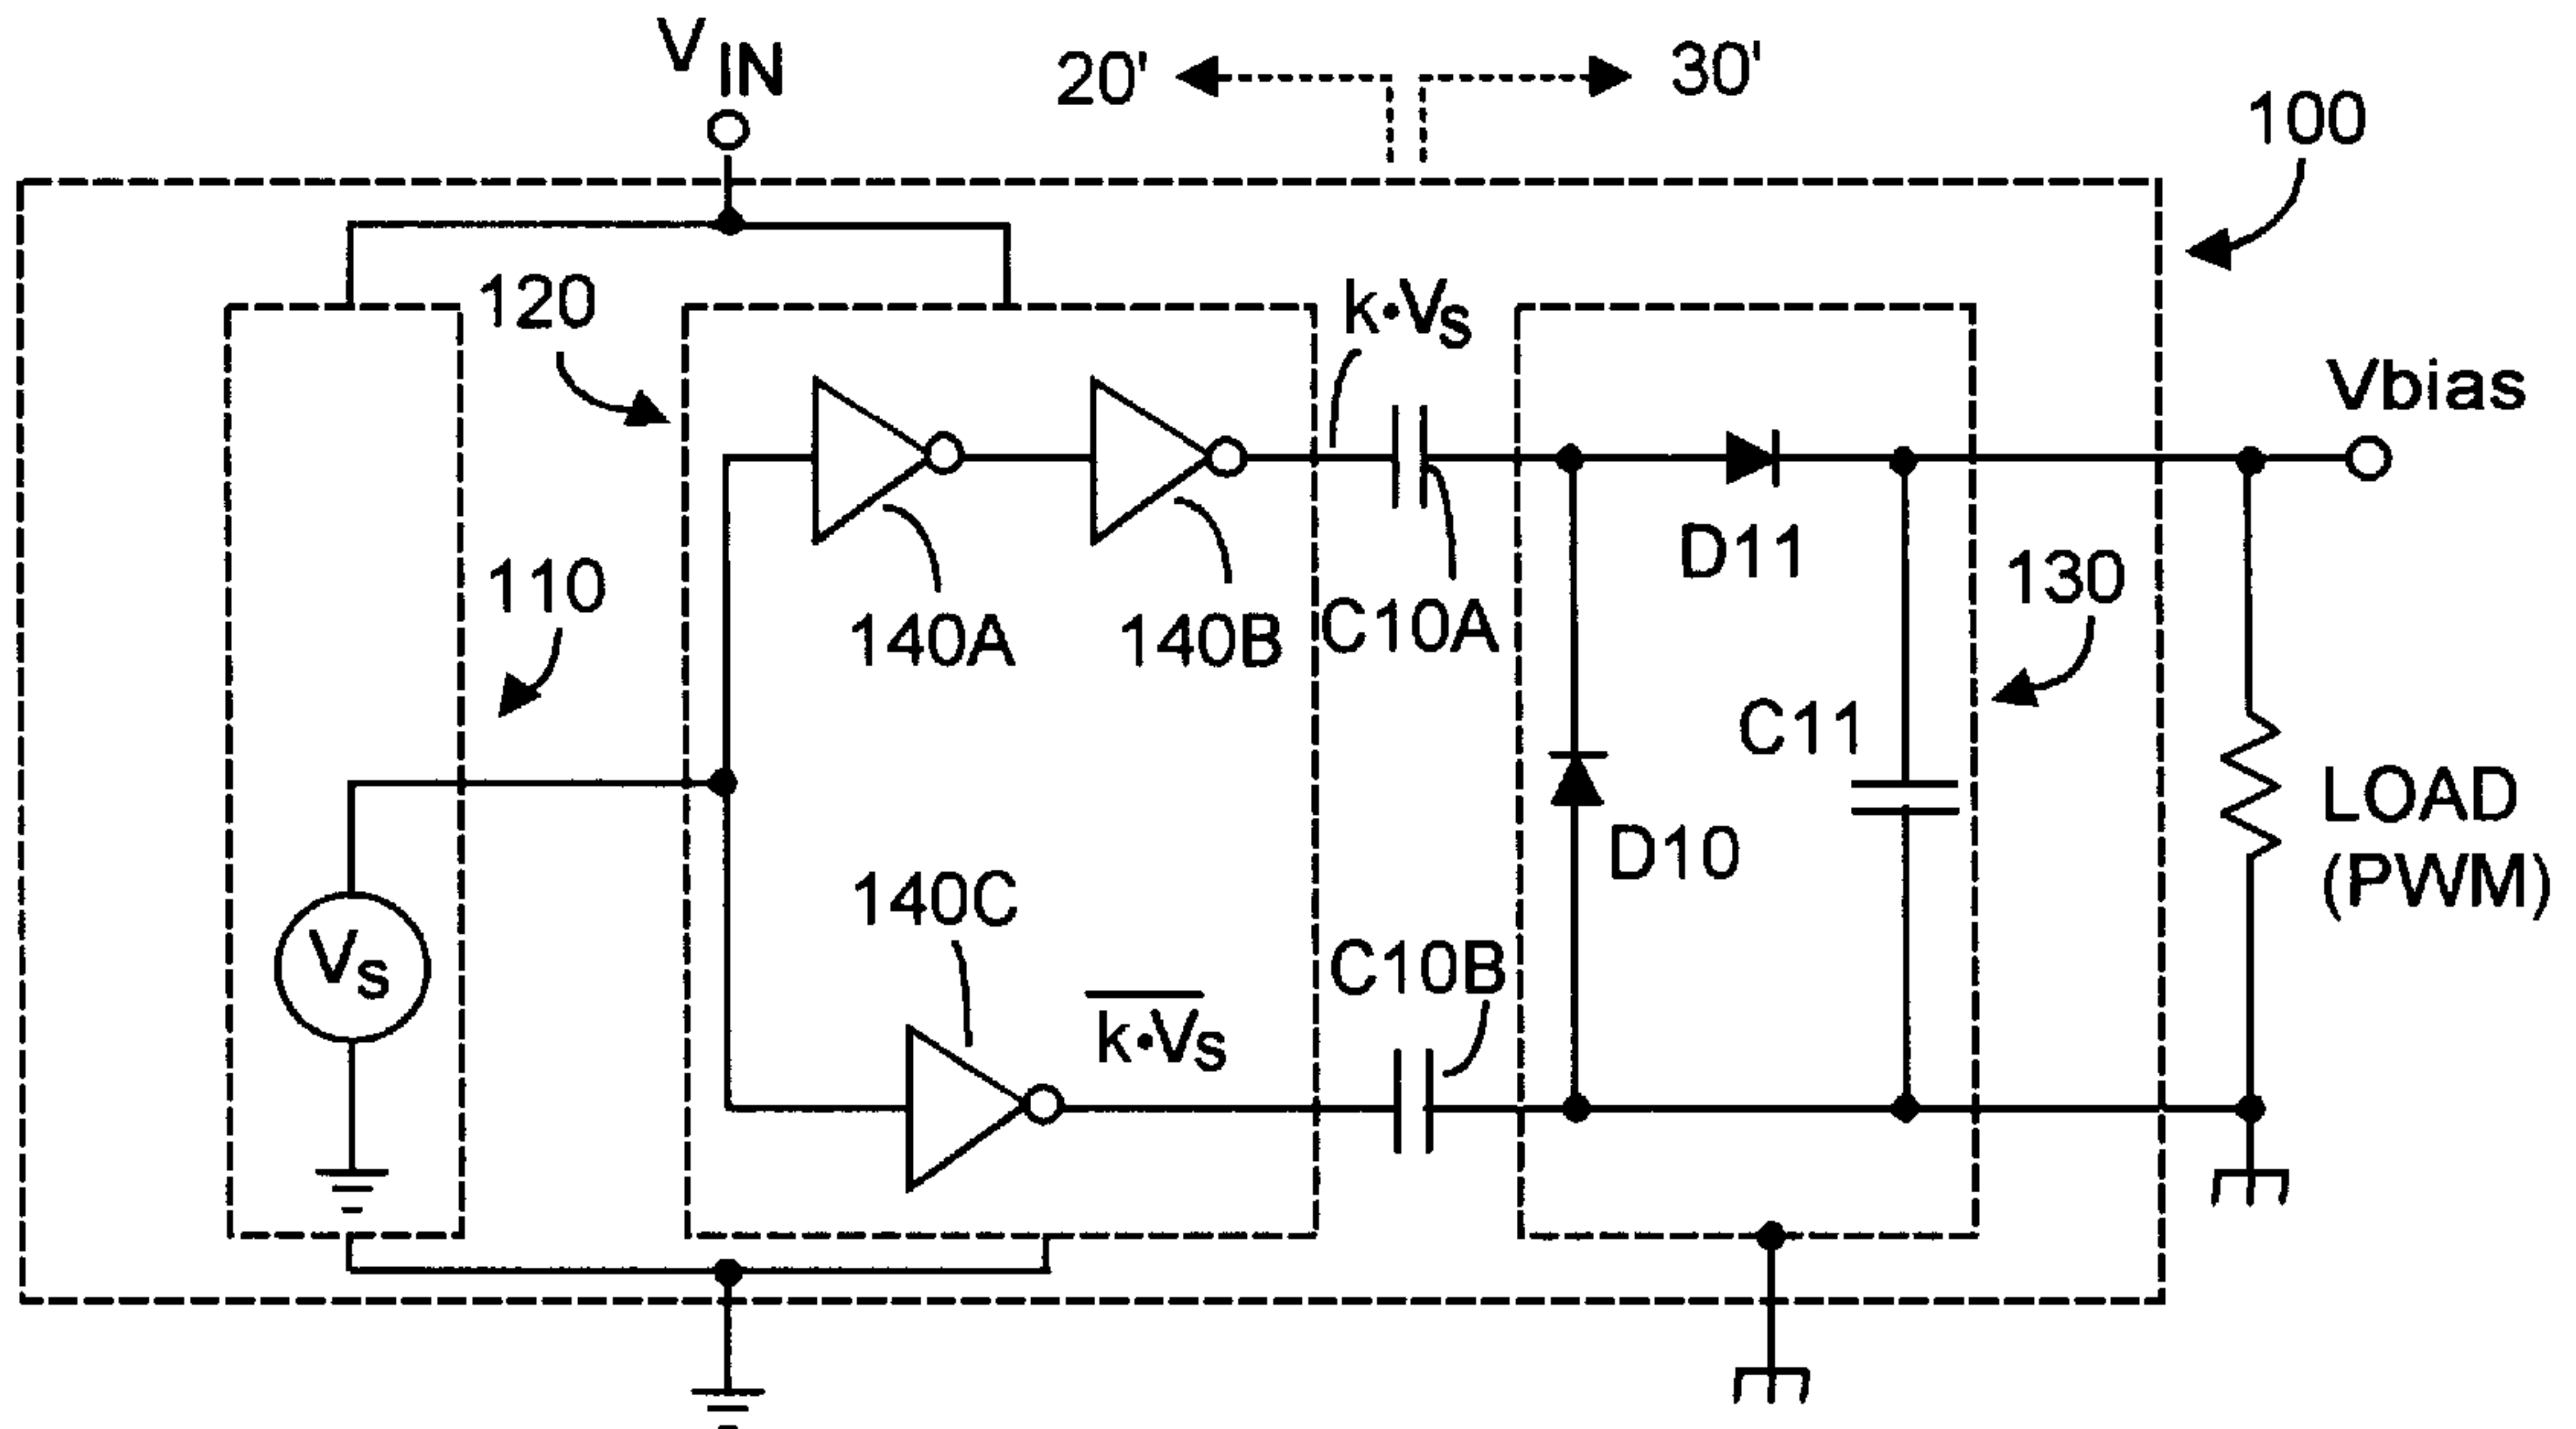 V IN
20'
30'
100
120
k•VS
Vbias
110
140A
140B
C10A
D11
130
C11
LOAD
(PWM)
D10
140C
C10B
VS
k•VS